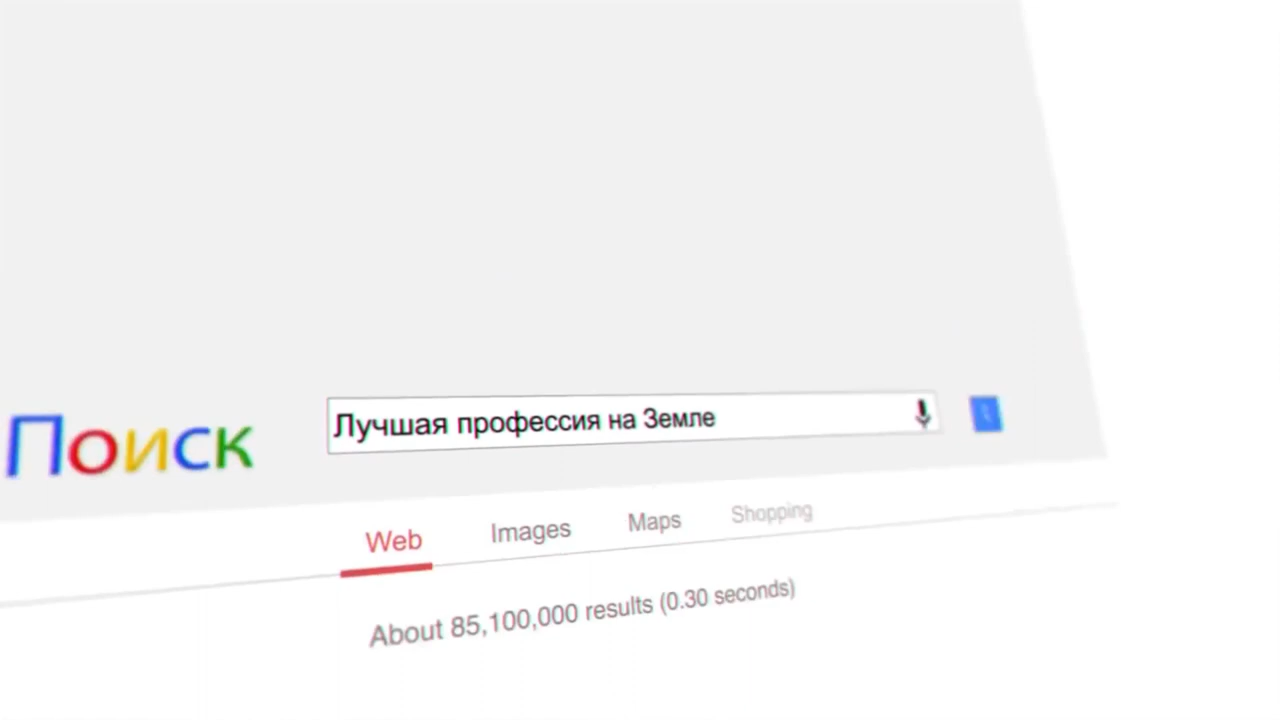 Поиск Лучшая профессия на Земле
Web Images Maps Shopping
About 85,100,000 results (0.30 seconds)